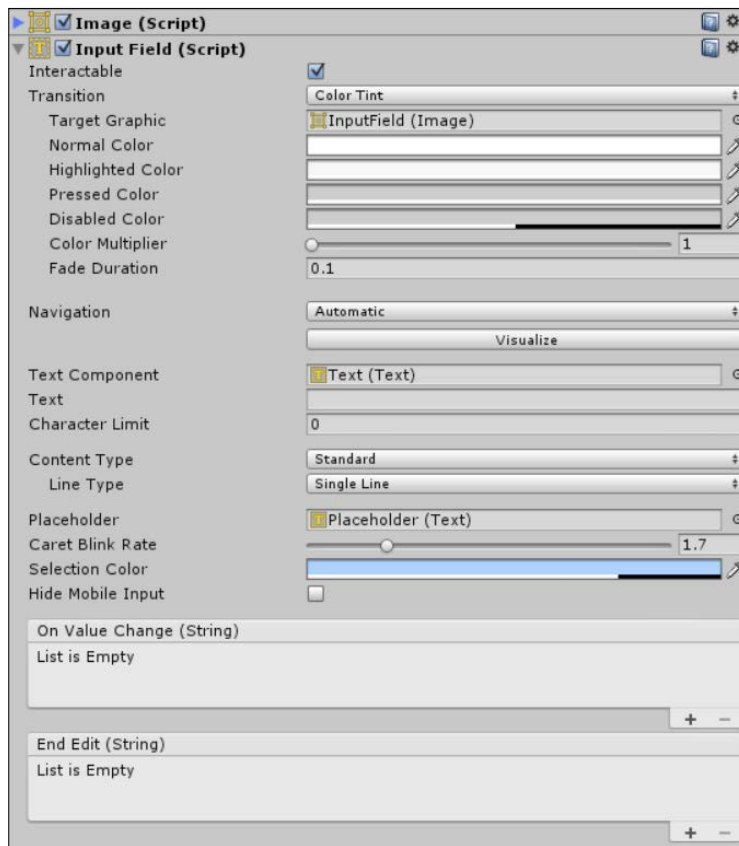 Image (Script)
Input Field (Script)
Interactable
Transition Color Tint
Target Graphic InputField (Image)
Normal Color
Highlighted Color
Pressed Color
Disabled Color
Color Multiplier 1
Fade Duration 0.1
Navigation Automatic
Visualize
Text Component Text (Text)
Text
Character Limit 0
Content Type Standard
Line Type Single Line
Placeholder Placeholder (Text)
Caret Blink Rate 1.7
Selection Color
Hide Mobile Input
On Value Change (String)
List is Empty
End Edit (String)
List is Empty